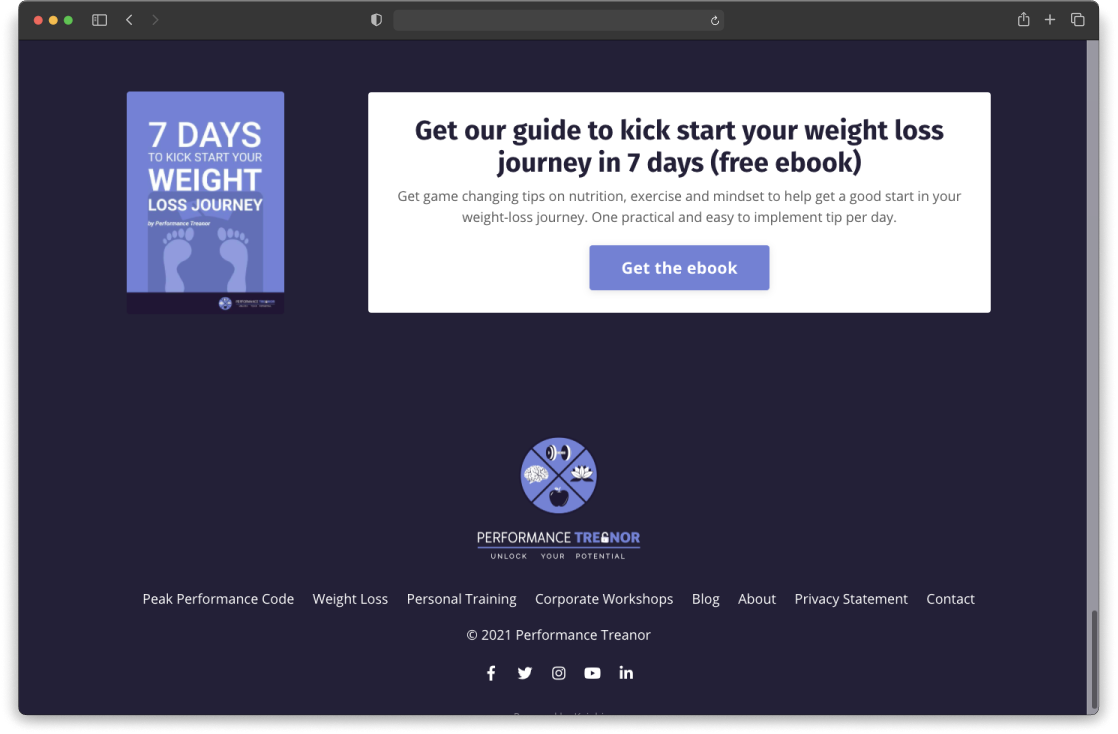 7 DAYS
TO KICK START YOUR
WEIGHT
LOSS JOURNEY
by Performance Treanor
PERFORMANCE TREANOR
Get our guide to kick start your weight loss
journey in 7 days (free ebook)
Get game changing tips on nutrition, exercise and mindset to help get a good start in your
weight-loss journey. One practical and easy to implement tip per day.
Get the ebook
PERFORMANCE TREANOR
UNLOCK YOUR POTENTIAL
Peak Performance Code Weight Loss Personal Training Corporate Workshops Blog About Privacy Statement Contact
© 2021 Performance Treanor